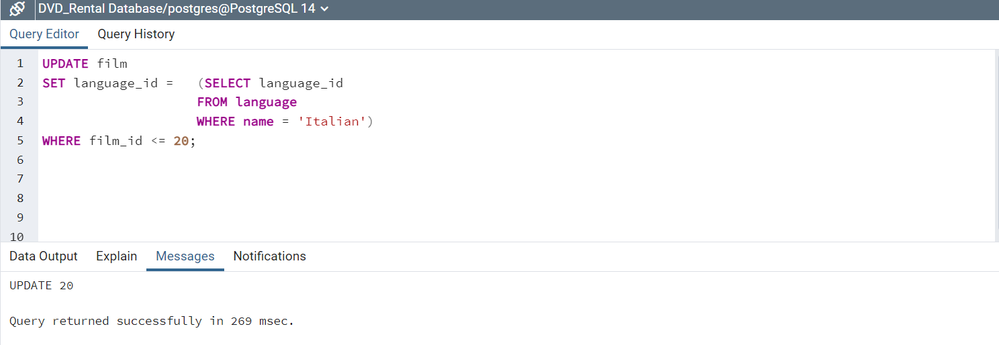 DVD_Rental Database/postgres@PostgreSQL 14
Query Editor Query History
1 UPDATE film
2 SET language_id = (SELECT language_id
3 FROM language
4 WHERE name = 'Italian')
5 WHERE film_id <= 20;
6
7
8
9
10
Data Output Explain Messages Notifications
UPDATE 20
Query returned successfully in 269 msec.